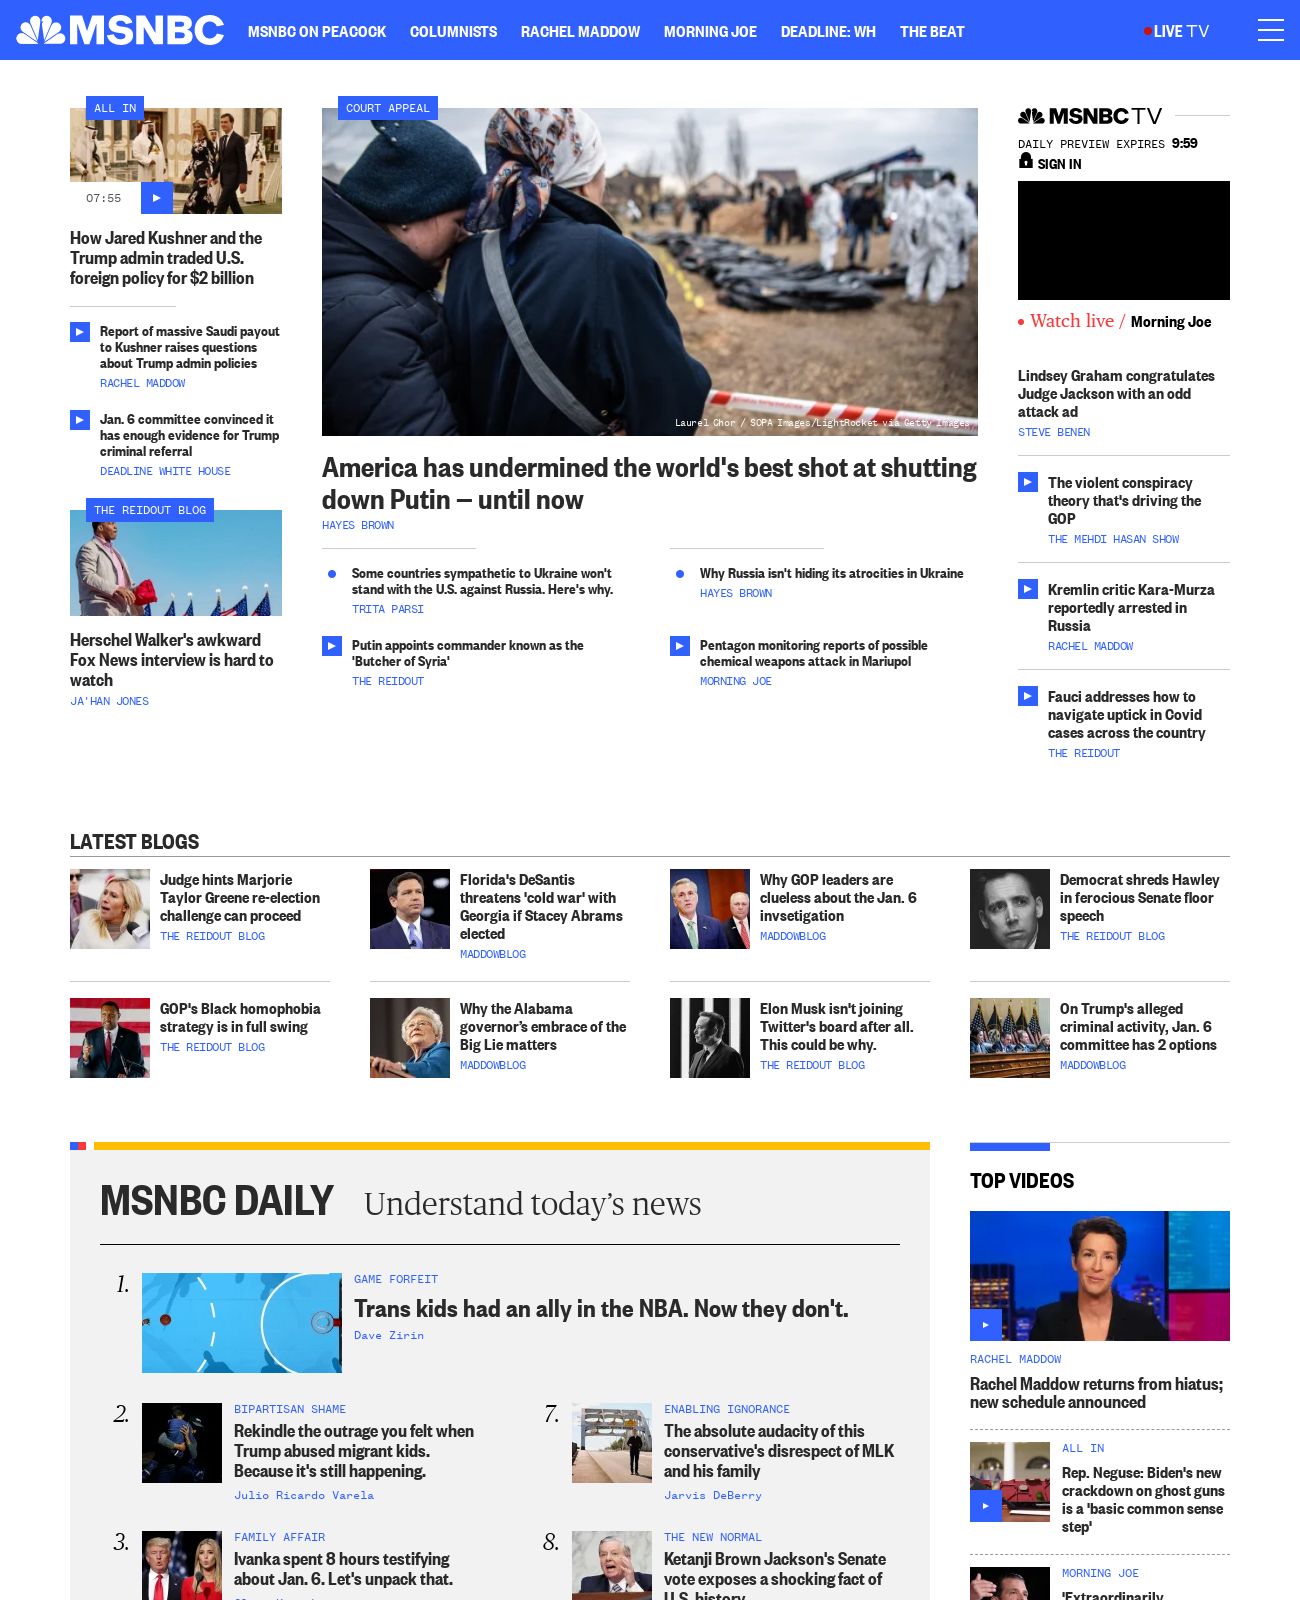 MSNBC
MSNBC ON PEACOCK
COLUMNISTS
RACHEL MADDOW
MORNING JOE
DEADLINE: WH
THE BEAT
LIVE TV
ALL IN
07:55
How Jared Kushner and the
Trump admin traded U.S.
foreign policy for $2 billion
Report of massive Saudi payout
to Kushner raises questions
about Trump admin policies
RACHEL MADDOW
Jan. 6 committee convinced it
has enough evidence for Trump
criminal referral
DEADLINE WHITE HOUSE
THE REIDOUT BLOG
Herschel Walker's awkward
Fox News interview is hard to
watch
JA'HAN JONES
COURT APPEAL
Laurel Chor / SOPA Images/LightRocket via Getty Images
America has undermined the world's best shot at shutting
down Putin — until now
HAYES BROWN
Some countries sympathetic to Ukraine won't
stand with the U.S. against Russia. Here's why.
TRITA PARSI
Why Russia isn't hiding its atrocities in Ukraine
HAYES BROWN
Putin appoints commander known as the
'Butcher of Syria'
THE REIDOUT
Pentagon monitoring reports of possible
chemical weapons attack in Mariupol
MORNING JOE
MSNBC TV
DAILY PREVIEW EXPIRES 9:59
SIGN IN
Watch live / Morning Joe
Lindsey Graham congratulates
Judge Jackson with an odd
attack ad
STEVE BENEN
The violent conspiracy
theory that's driving the
GOP
THE MEHDI HASAN SHOW
Kremlin critic Kara-Murza
reportedly arrested in
Russia
RACHEL MADDOW
Fauci addresses how to
navigate uptick in Covid
cases across the country
THE REIDOUT
LATEST BLOGS
Judge hints Marjorie
Taylor Greene re-election
challenge can proceed
THE REIDOUT BLOG
Florida's DeSantis
threatens 'cold war' with
Georgia if Stacey Abrams
elected
MADDOWBLOG
Why GOP leaders are
clueless about the Jan. 6
invsetigation
MADDOWBLOG
Democrat shreds Hawley
in ferocious Senate floor
speech
THE REIDOUT BLOG
GOP's Black homophobia
strategy is in full swing
THE REIDOUT BLOG
Why the Alabama
governor’s embrace of the
Big Lie matters
MADDOWBLOG
Elon Musk isn't joining
Twitter's board after all.
This could be why.
THE REIDOUT BLOG
On Trump's alleged
criminal activity, Jan. 6
committee has 2 options
MADDOWBLOG
MSNBC DAILY
Understand today’s news
1.
GAME FORFEIT
Trans kids had an ally in the NBA. Now they don't.
Dave Zirin
2.
BIPARTISAN SHAME
Rekindle the outrage you felt when
Trump abused migrant kids.
Because it's still happening.
Julio Ricardo Varela
7.
ENABLING IGNORANCE
The absolute audacity of this
conservative's disrespect of MLK
and his family
Jarvis DeBerry
3.
FAMILY AFFAIR
Ivanka spent 8 hours testifying
about Jan. 6. Let's unpack that.
8.
THE NEW NORMAL
Ketanji Brown Jackson's Senate
vote exposes a shocking fact of
U.S. history
TOP VIDEOS
RACHEL MADDOW
Rachel Maddow returns from hiatus;
new schedule announced
ALL IN
Rep. Neguse: Biden's new
crackdown on ghost guns
is a 'basic common sense
step'
MORNING JOE
'Extraordinarily